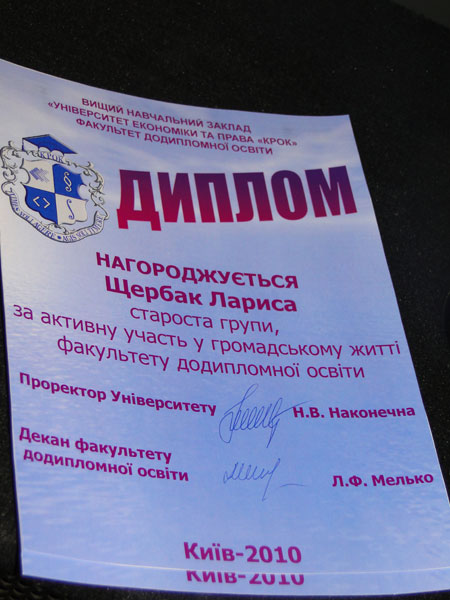 ВИЩИЙ НАВЧАЛЬНИЙ ЗАКЛАД
«УНІВЕРСИТЕТ ЕКОНОМІКИ ТА ПРАВА «КРОК»
ФАКУЛЬТЕТ ДОДИПЛОМНОЇ ОСВІТИ
ДИПЛОМ
НАГОРОДЖУЄТЬСЯ
Щербак Лариса
староста групи,
за активну участь у громадському житті
факультету додипломної освіти
Проректор Університету Н.В. Наконечна
Декан факультету
додипломної освіти Л.Ф. Мелько
Київ-2010
Київ-2010